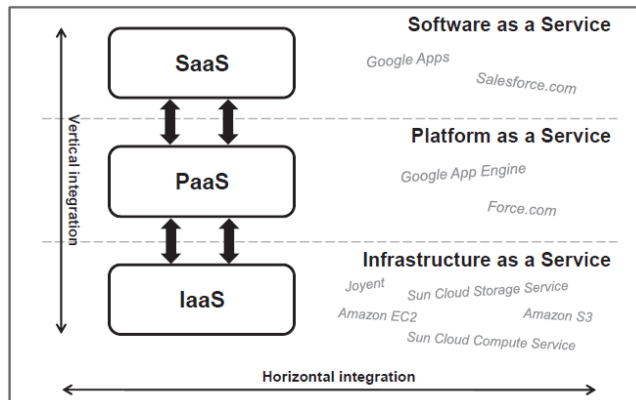 Software as a Service
SaaS
Google Apps
Salesforce.com
Vertical integration
Platform as a Service
PaaS
Google App Engine
Force.com
Infrastructure as a Service
IaaS
Joyent
Sun Cloud Storage Service
Amazon EC2
Amazon S3
Sun Cloud Compute Service
Horizontal integration